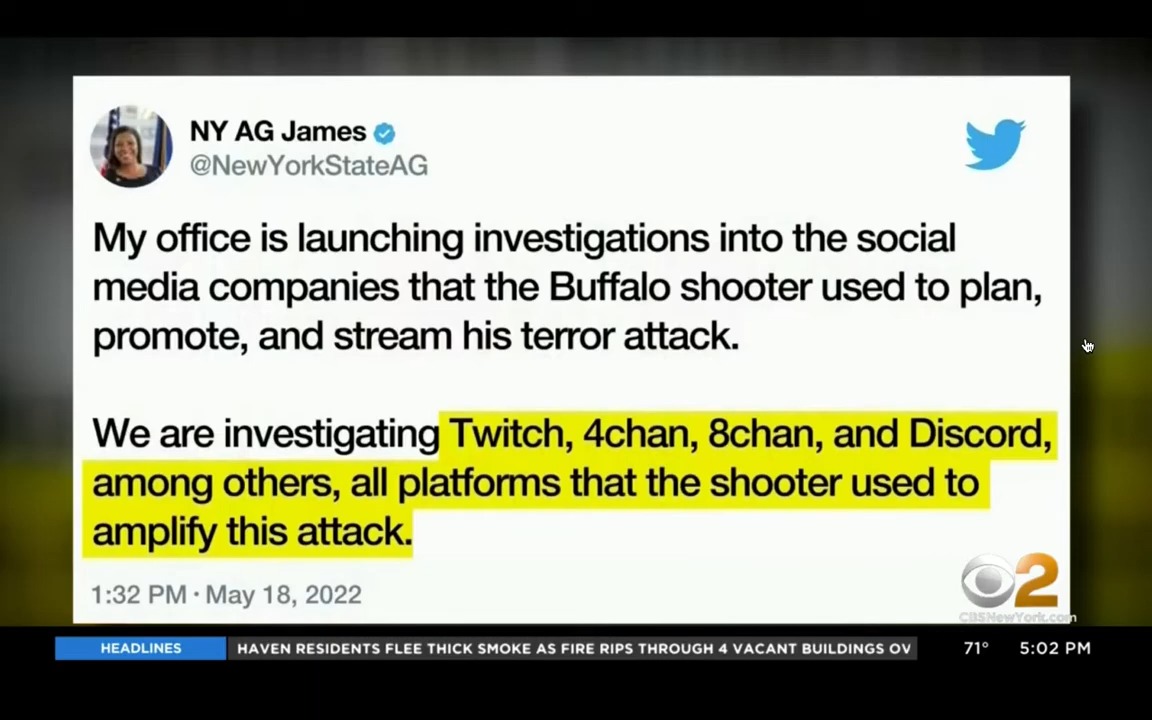 NY AG James
@NewYorkStateAG
My office is launching investigations into the social
media companies that the Buffalo shooter used to plan,
promote, and stream his terror attack.
We are investigating Twitch, 4chan, 8chan, and Discord,
among others, all platforms that the shooter used to
amplify this attack.
1:32 PM · May 18, 2022
2
CBSNewYork.com
HEADLINES HAVEN RESIDENTS FLEE THICK SMOKE AS FIRE RIPS THROUGH 4 VACANT BUILDINGS OV 71° 5:02 PM